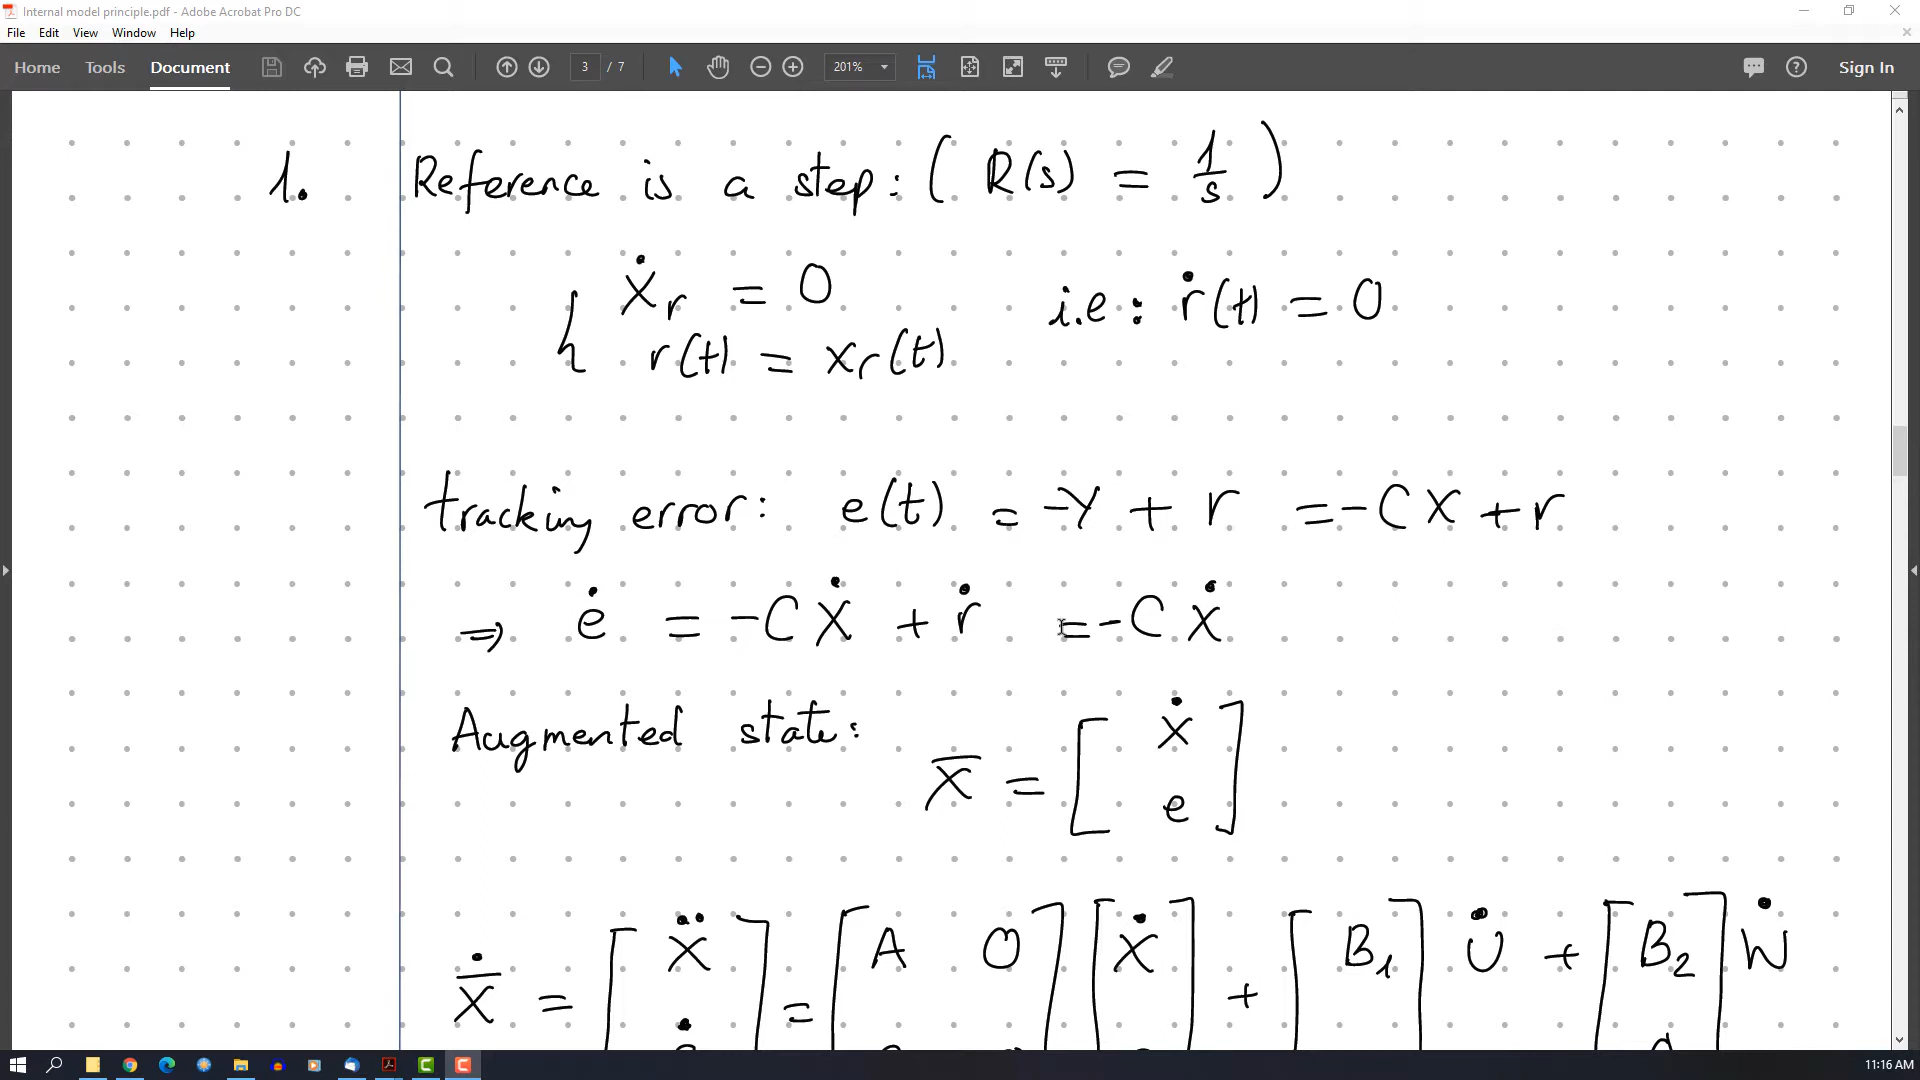 Internal model principle.pdf - Adobe Acrobat Pro DC
File Edit View Window Help
Home Tools Document 3 / 7 201% Sign In
1. Reference is a step: ( R(s) = 1/s )
ẋr = 0 i.e: ṙ(t) = 0
r(t) = xr(t)
tracking error: e(t) = -Y + r = -CX + r
⇒ ė = -CẊ + ṙ = -CẊ
Augmented state:
X̄ = [ ẋ
e ]
X̄̇ = [ Ẍ = [ A 0 ] [ Ẋ ] + [ B1 ] U̇ + [ B2 ] Ẇ
11:16 AM